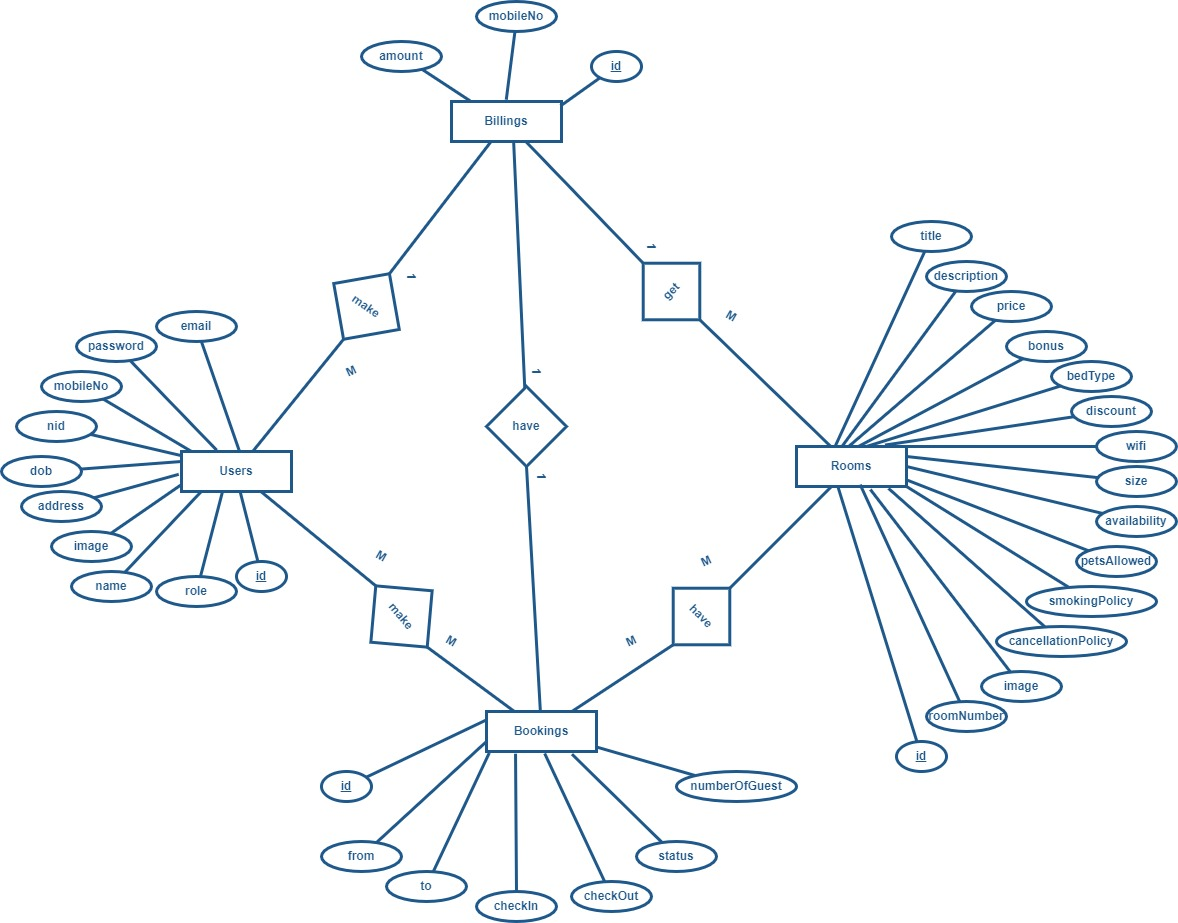 mobileNo
amount
id
Billings
title
description
1
get
1
make
M
price
email
password
bonus
M
1
bedType
mobileNo
discount
nid
have
wifi
dob
Users
Rooms
1
size
address
availability
image
M
M
petsAllowed
name
role
id
smokingPolicy
make
have
M
M
cancellationPolicy
image
roomNumber
Bookings
id
id
numberOfGuest
from
status
to
checkIn
checkOut